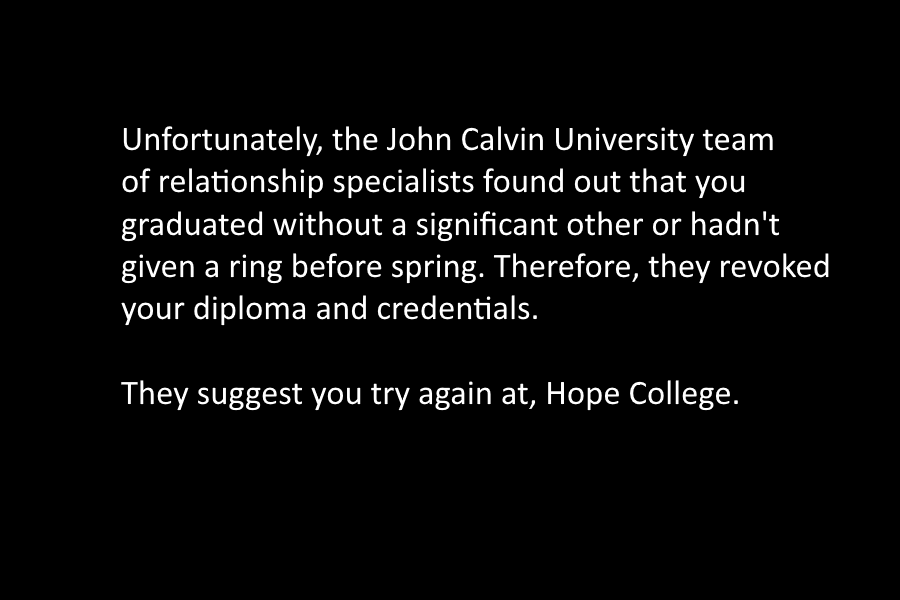 Unfortunately, the John Calvin University team
of relationship specialists found out that you
graduated without a significant other or hadn't
given a ring before spring. Therefore, they revoked
your diploma and credentials.
They suggest you try again at, Hope College.